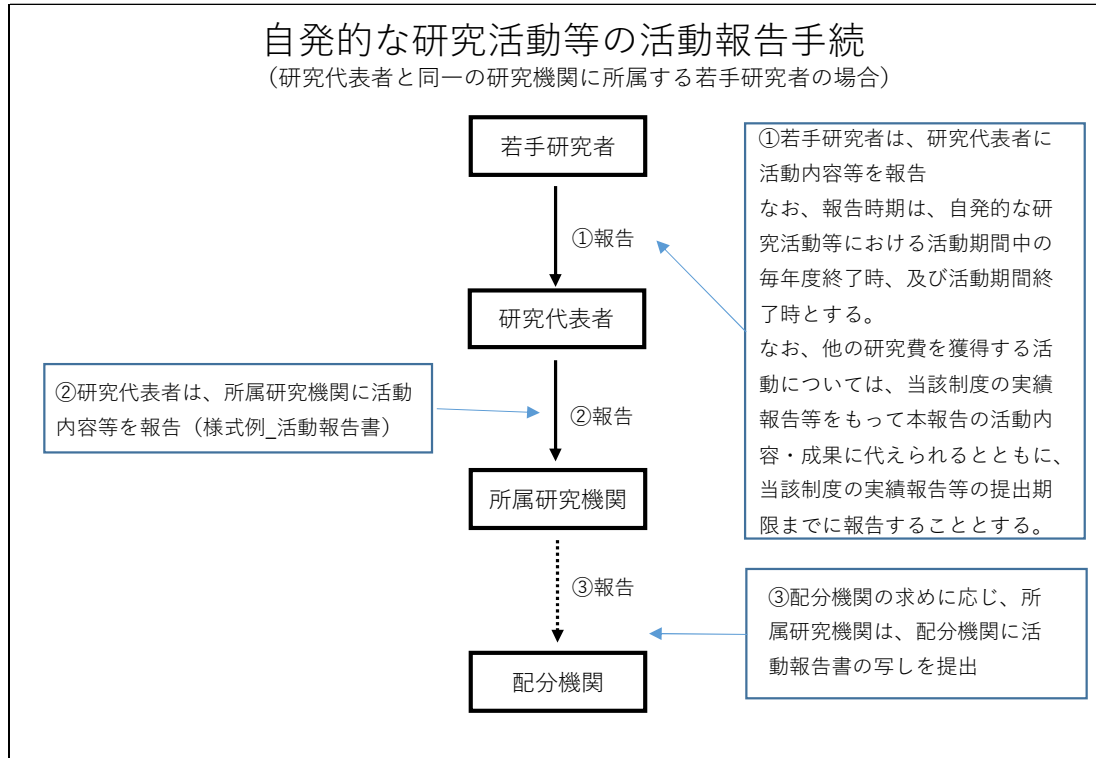 自発的な研究活動等の活動報告手続
（研究代表者と同一の研究機関に所属する若手研究者の場合）
若手研究者
①報告
①若手研究者は、研究代表者に
活動内容等を報告
なお、報告時期は、自発的な研
究活動等における活動期間中の
毎年度終了時、及び活動期間終
了時とする。
なお、他の研究費を獲得する活
動については、当該制度の実績
報告等をもって本報告の活動内
容・成果に代えられるとともに、
当該制度の実績報告等の提出期
限までに報告することとする。
研究代表者
②研究代表者は、所属研究機関に活動
内容等を報告（様式例_活動報告書）
②報告
所属研究機関
③報告
③配分機関の求めに応じ、所
属研究機関は、配分機関に活
動報告書の写しを提出
配分機関